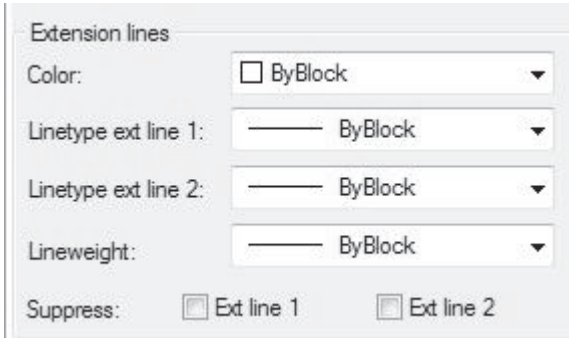 Extension lines
Color: ByBlock
Linetype ext line 1: ByBlock
Linetype ext line 2: ByBlock
Lineweight: ByBlock
Suppress: Ext line 1 Ext line 2